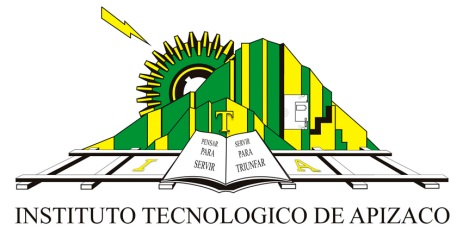 E
T
PENSAR
PARA
SERVIR
SERVIR
PARA
TRIUNFAR
I
A
INSTITUTO TECNOLOGICO DE APIZACO